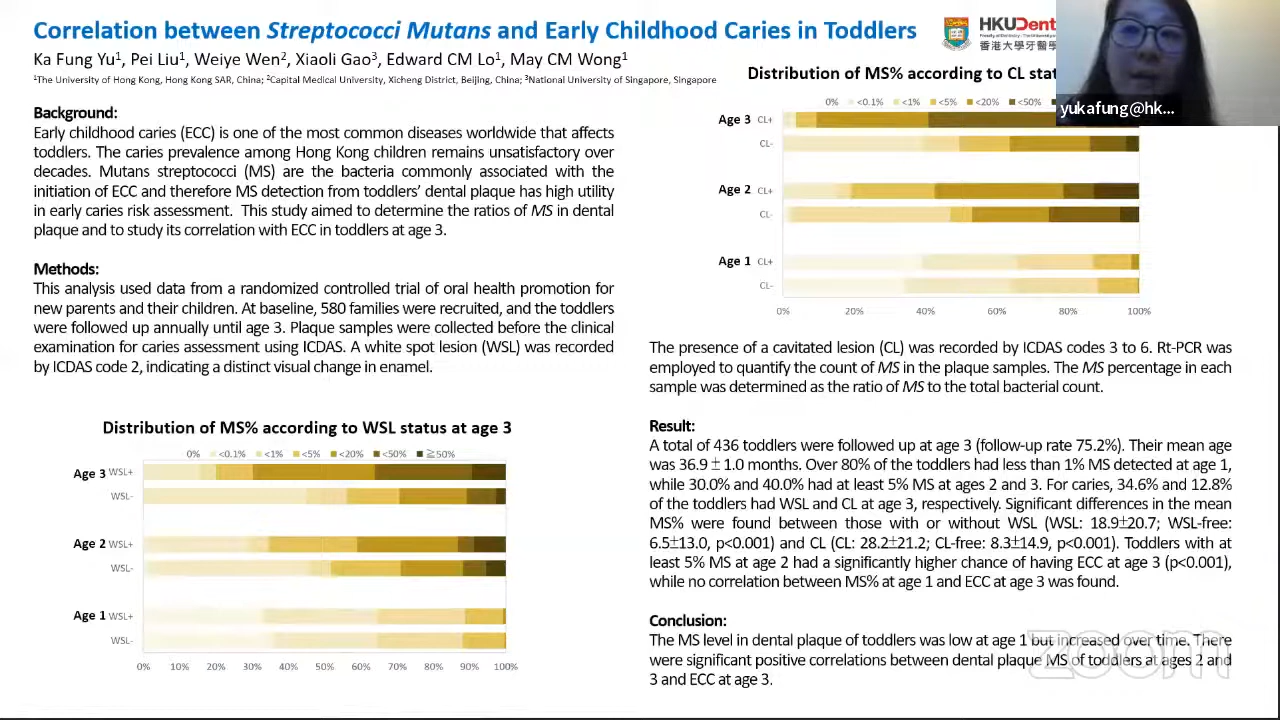 Correlation between Streptococci Mutans and Early Childhood Caries in Toddlers
Ka Fung Yu1, Pei Liu1, Weiye Wen2, Xiaoli Gao3, Edward CM Lo1, May CM Wong1
1The University of Hong Kong, Hong Kong SAR, China; 2Capital Medical University, Xicheng District, Beijing, China; 3National University of Singapore, Singapore
Background:
Early childhood caries (ECC) is one of the most common diseases worldwide that affects
toddlers. The caries prevalence among Hong Kong children remains unsatisfactory over
decades. Mutans streptococci (MS) are the bacteria commonly associated with the
initiation of ECC and therefore MS detection from toddlers' dental plaque has high utility
in early caries risk assessment. This study aimed to determine the ratios of MS in dental
plaque and to study its correlation with ECC in toddlers at age 3.
Methods:
This analysis used data from a randomized controlled trial of oral health promotion for
new parents and their children. At baseline, 580 families were recruited, and the toddlers
were followed up annually until age 3. Plaque samples were collected before the clinical
examination for caries assessment using ICDAS. A white spot lesion (WSL) was recorded
by ICDAS code 2, indicating a distinct visual change in enamel.
Distribution of MS% according to WSL status at age 3
0% <0.1% <1% <5% <20% <50% ≧50%
Age 3 WSL+
WSL-
Age 2 WSL+
WSL-
Age 1 WSL+
WSL-
0% 10% 20% 30% 40% 50% 60% 70% 80% 90% 100%
HKUDent
香港大學牙醫學
Distribution of MS% according to CL stat
0% <0.1% <1% <5% <20% <50%
yukafung@hk...
Age 3 CL+
CL-
Age 2 CL+
CL-
Age 1 CL+
CL-
0% 20% 40% 60% 80% 100%
The presence of a cavitated lesion (CL) was recorded by ICDAS codes 3 to 6. Rt-PCR was
employed to quantify the count of MS in the plaque samples. The MS percentage in each
sample was determined as the ratio of MS to the total bacterial count.
Result:
A total of 436 toddlers were followed up at age 3 (follow-up rate 75.2%). Their mean age
was 36.9 ± 1.0 months. Over 80% of the toddlers had less than 1% MS detected at age 1,
while 30.0% and 40.0% had at least 5% MS at ages 2 and 3. For caries, 34.6% and 12.8%
of the toddlers had WSL and CL at age 3, respectively. Significant differences in the mean
MS% were found between those with or without WSL (WSL: 18.9±20.7; WSL-free:
6.5±13.0, p<0.001) and CL (CL: 28.2±21.2; CL-free: 8.3±14.9, p<0.001). Toddlers with at
least 5% MS at age 2 had a significantly higher chance of having ECC at age 3 (p<0.001),
while no correlation between MS% at age 1 and ECC at age 3 was found.
Conclusion:
The MS level in dental plaque of toddlers was low at age 1 but increased over time. There
were significant positive correlations between dental plaque MS of toddlers at ages 2 and
3 and ECC at age 3.
zoom